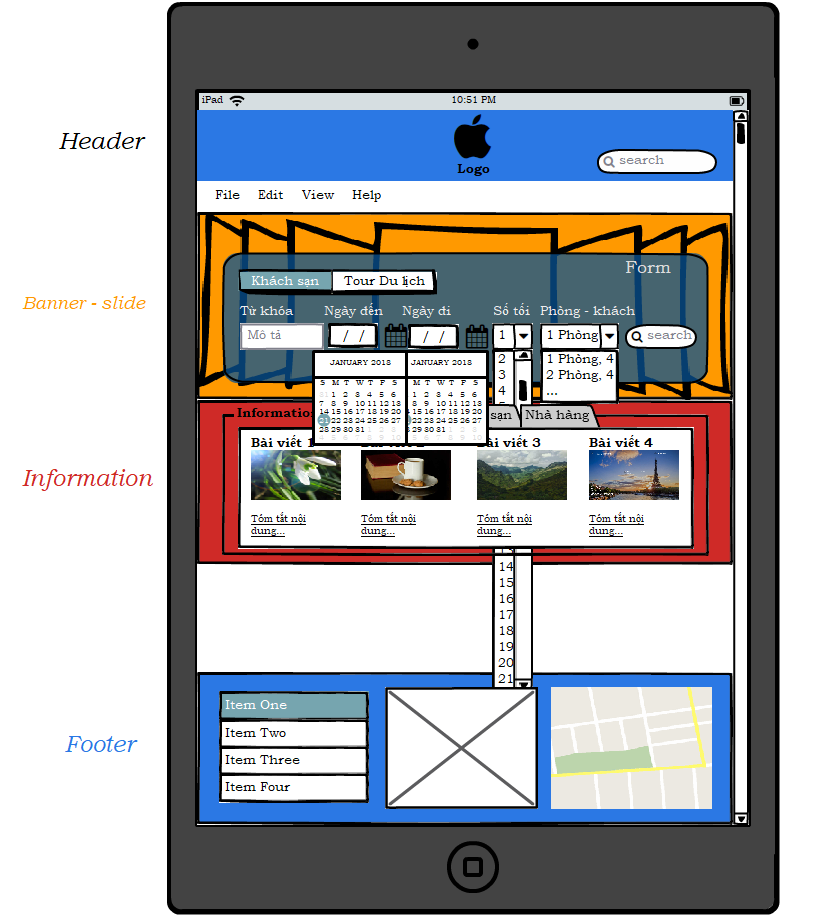 iPad 10:51 PM
Header
Logo
search
File Edit View Help
Form
Khách sạn Tour Du lịch
Banner - slide
Từ khóa Ngày đến Ngày đi Số tối Phòng - khách
Mô tả / / / / 1 1 Phòng, search
JANUARY 2018 JANUARY 2018
2 1 Phòng, 4
3 2 Phòng, 4
4 ...
S M T W T F S M T W T F S
1 2 3 4 5 6 1 2 3 4 5 6
7 8 9 10 11 12 13 8 9 10 11 12 13
14 15 16 17 18 19 20 15 16 17 18 19 20
21 22 23 24 25 26 27 22 23 24 25 26 27
28 29 30 31 29 30 31
Information sạn Nhà hàng
Bài viết 1 Bài viết 3 Bài viết 4
Information
Tóm tắt nội Tóm tắt nội Tóm tắt nội Tóm tắt nội
dung... dung... dung... dung...
14
15
16
17
18
19
20
21
Footer
Item One
Item Two
Item Three
Item Four